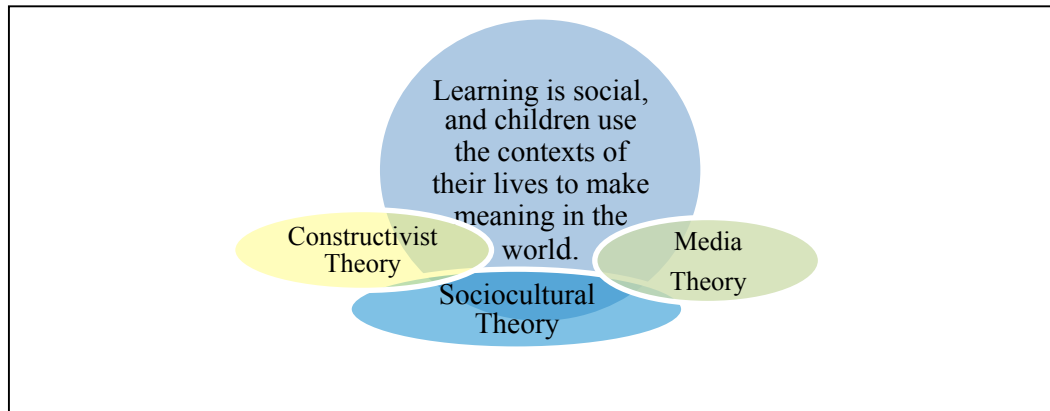 Learning is social,
and children use
the contexts of
their lives to make
meaning in the
world.
Constructivist
Theory
Sociocultural
Theory
Media
Theory